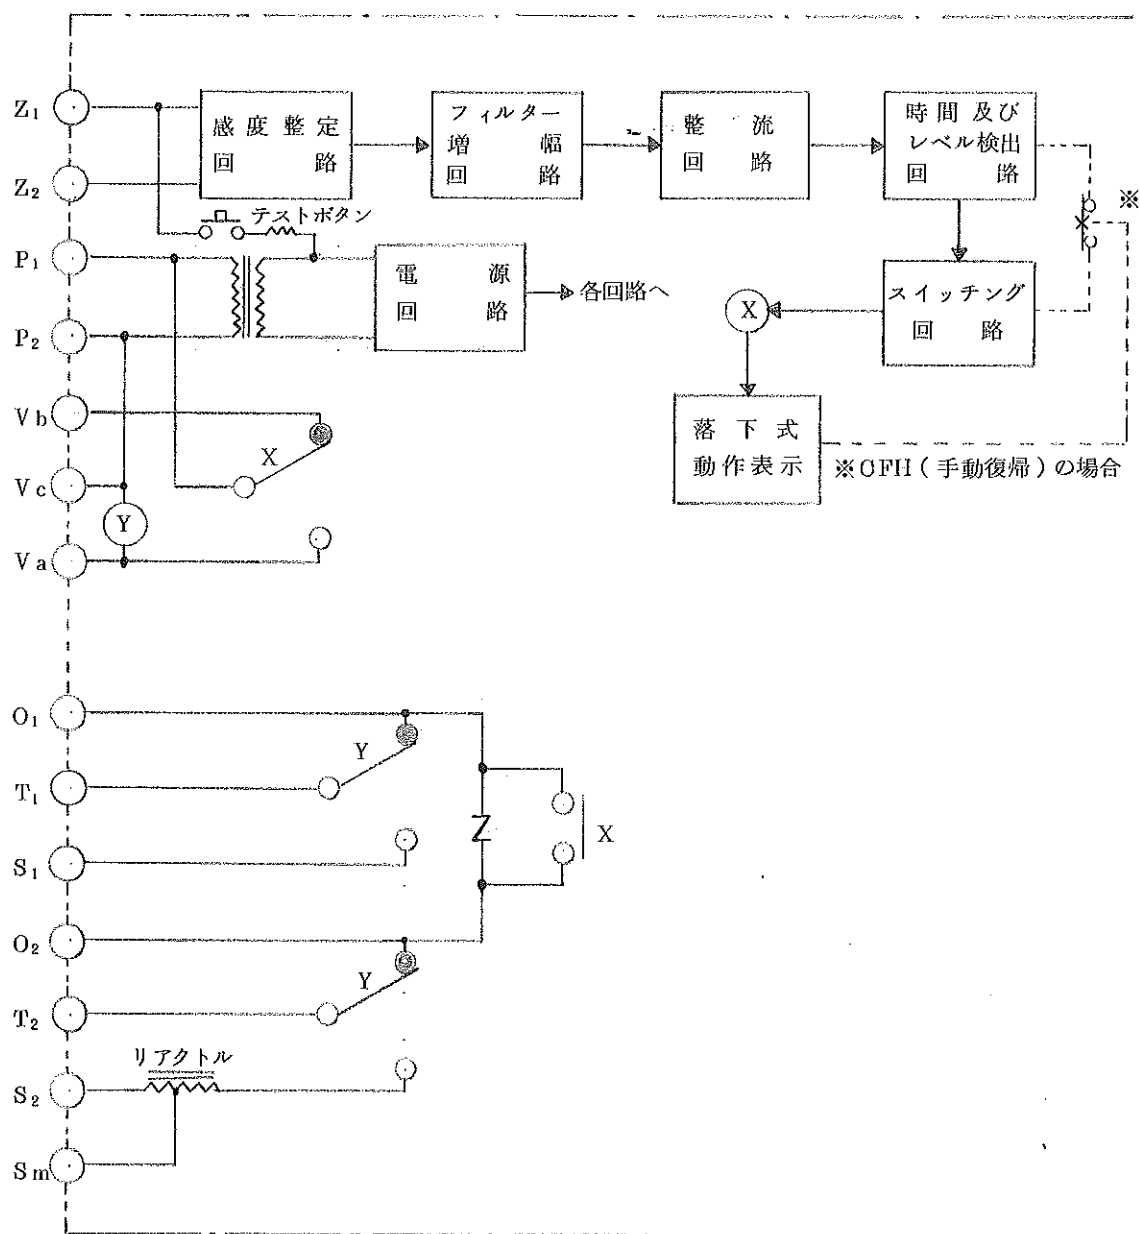 Z₁
感度整定
回路
フィルター
増幅
回路
整流
回路
時間及び
レベル検出
回路
Z₂
※
テストボタン
P₁
電源
回路
各回路へ
スイッチング
回路
X
P₂
Vb
X
落下式
動作表示
※GFH(手動復帰)の場合
Vc
Y
Va
O₁
Y
T₁
Z
X
S₁
O₂
Y
T₂
リアクトル
S₂
Sm